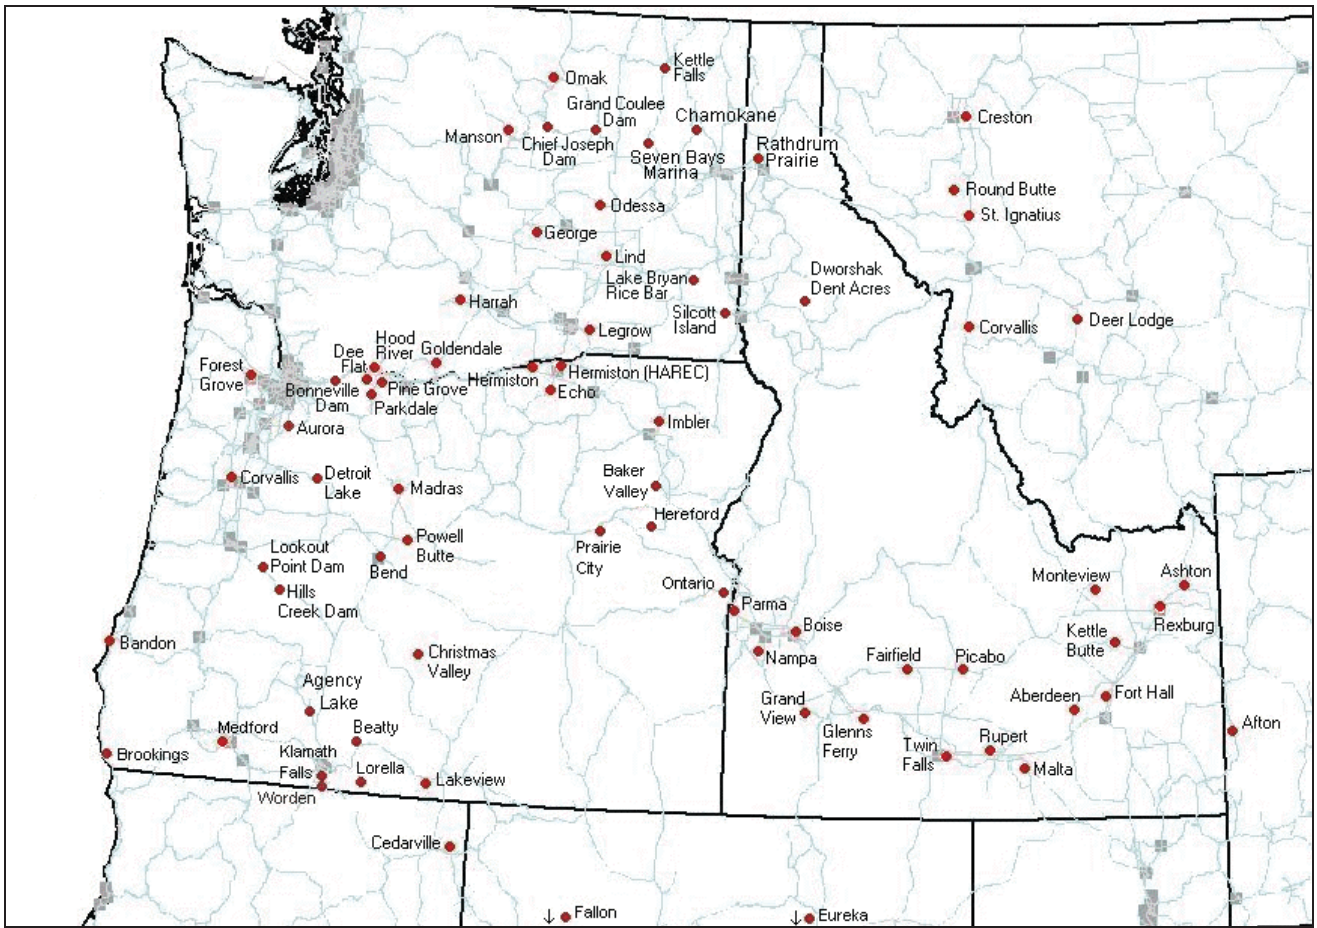 Omak
Kettle
Falls
Grand Coulee
Dam
Chamokane
Manson
Chief Joseph
Dam
Seven Bays
Marina
Rathdrum
Prairie
Creston
Round Butte
St. Ignatius
Odessa
George
Lind
Lake Bryan
Rice Bar
Dworshak
Dent Acres
Harrah
Silcott
Island
Legrow
Corvallis
Deer Lodge
Hood
River
Dee
Flat
Goldendale
Forest
Grove
Bonneville
Dam
Pine Grove
Parkdale
Hermiston
Hermiston (HAREC)
Echo
Aurora
Imbler
Corvallis
Detroit
Lake
Madras
Baker
Valley
Hereford
Powell
Butte
Prairie
City
Lookout
Point Dam
Bend
Hills
Creek Dam
Ontario
Parma
Monteview
Ashton
Rexburg
Boise
Kettle
Butte
Bandon
Christmas
Valley
Nampa
Fairfield
Picabo
Agency
Lake
Grand
View
Aberdeen
Fort Hall
Glenns
Ferry
Afton
Medford
Beatty
Brookings
Klamath
Falls
Lorella
Lakeview
Worden
Twin
Falls
Rupert
Malta
Cedarville
↓ Fallon
↓ Eureka